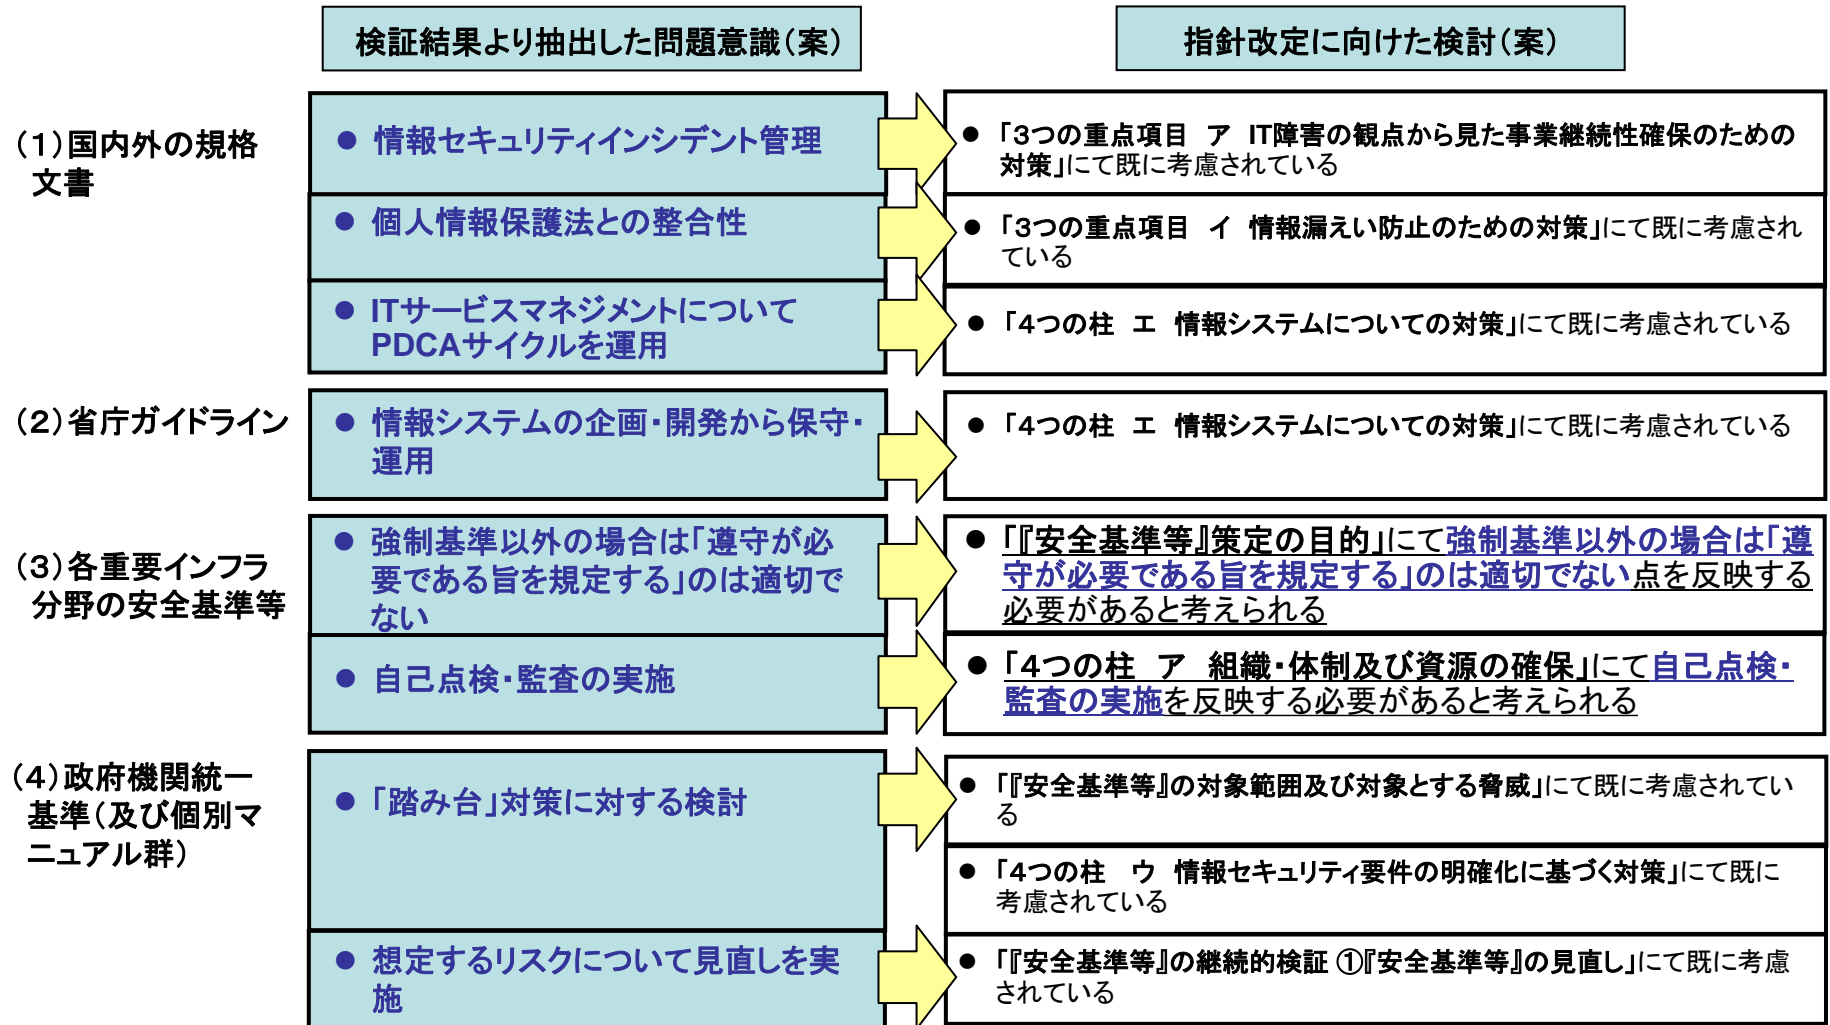 検証結果より抽出した問題意識(案)
指針改定に向けた検討(案)
(1)国内外の規格
文書
● 情報セキュリティインシデント管理
● 「3つの重点項目 ア IT障害の観点から見た事業継続性確保のための
対策」にて既に考慮されている
● 個人情報保護法との整合性
● 「3つの重点項目 イ 情報漏えい防止のための対策」にて既に考慮され
ている
● ITサービスマネジメントについて
PDCAサイクルを運用
● 「4つの柱 エ 情報システムについての対策」にて既に考慮されている
(2)省庁ガイドライン
● 情報システムの企画・開発から保守・
運用
● 「4つの柱 エ 情報システムについての対策」にて既に考慮されている
(3)各重要インフラ
分野の安全基準等
● 強制基準以外の場合は「遵守が必
要である旨を規定する」のは適切で
ない
● 「『安全基準等』策定の目的」にて強制基準以外の場合は「遵
守が必要である旨を規定する」のは適切でない点を反映する
必要があると考えられる
● 自己点検・監査の実施
● 「4つの柱 ア 組織・体制及び資源の確保」にて自己点検・
監査の実施を反映する必要があると考えられる
(4)政府機関統一
基準(及び個別マ
ニュアル群)
● 「踏み台」対策に対する検討
● 「『安全基準等』の対象範囲及び対象とする脅威」にて既に考慮されてい
る
● 「4つの柱 ウ 情報セキュリティ要件の明確化に基づく対策」にて既に
考慮されている
● 想定するリスクについて見直しを実
施
● 「『安全基準等』の継続的検証 ①『安全基準等』の見直し」にて既に考慮
されている